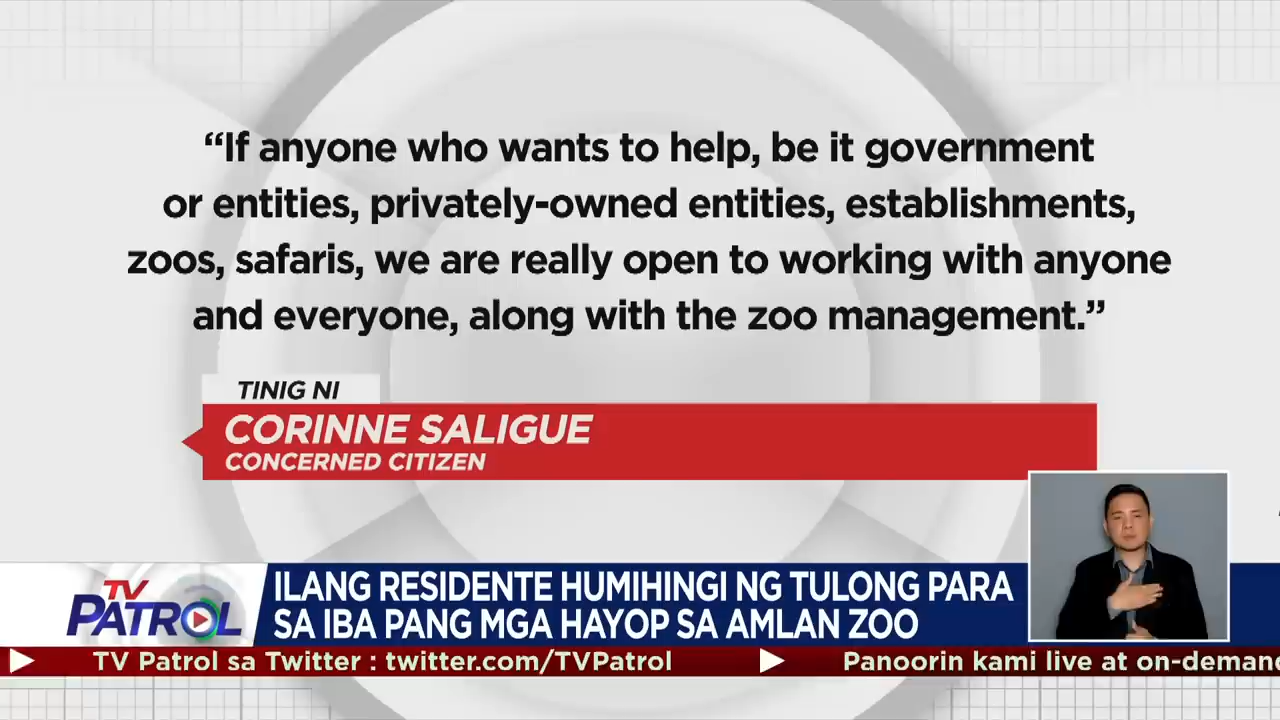 “If anyone who wants to help, be it government
or entities, privately-owned entities, establishments,
zoos, safaris, we are really open to working with anyone
and everyone, along with the zoo management.”
TINIG NI
CORINNE SALIGUE
CONCERNED CITIZEN
TV PATROL
ILANG RESIDENTE HUMIHINGI NG TULONG PARA
SA IBA PANG MGA HAYOP SA AMLAN ZOO
TV Patrol sa Twitter : twitter.com/TVPatrol Panoorin kami live at on-demand